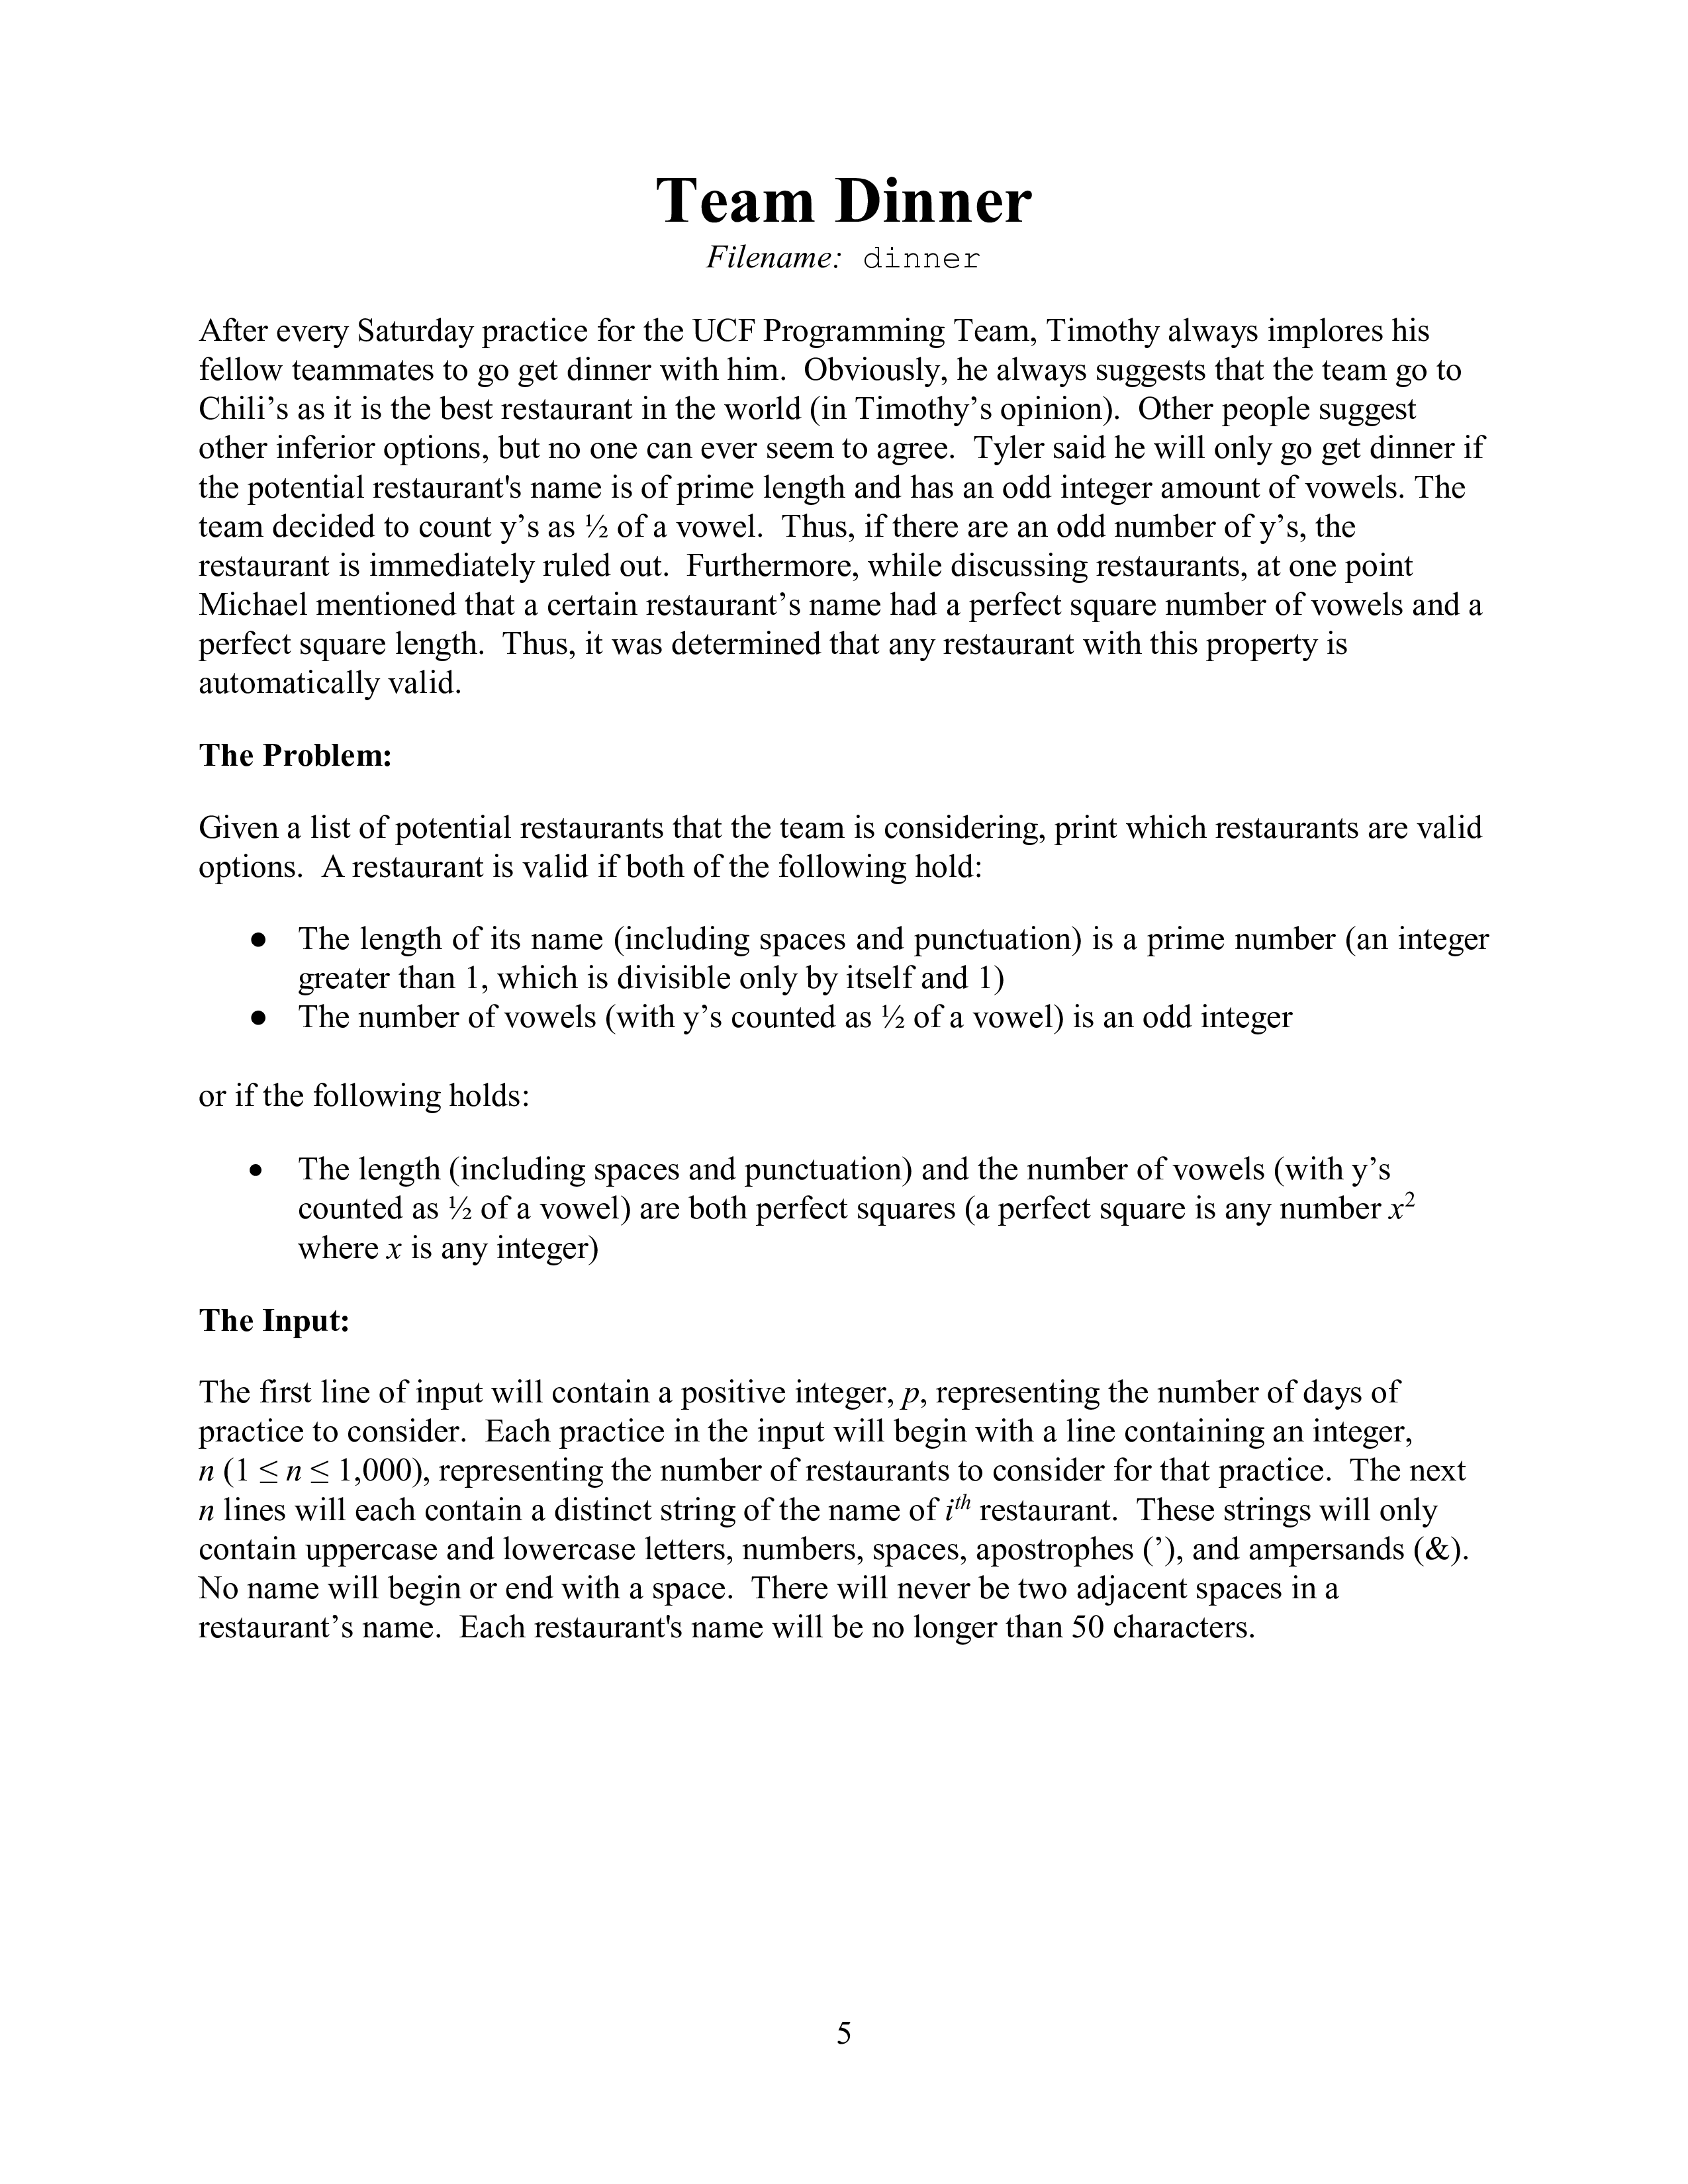 Team Dinner
Filename: dinner
After every Saturday practice for the UCF Programming Team, Timothy always implores his
fellow teammates to go get dinner with him.  Obviously, he always suggests that the team go to
Chili’s as it is the best restaurant in the world (in Timothy’s opinion).  Other people suggest
other inferior options, but no one can ever seem to agree.  Tyler said he will only go get dinner if
the potential restaurant's name is of prime length and has an odd integer amount of vowels. The
team decided to count y’s as ½ of a vowel.  Thus, if there are an odd number of y’s, the
restaurant is immediately ruled out.  Furthermore, while discussing restaurants, at one point
Michael mentioned that a certain restaurant’s name had a perfect square number of vowels and a
perfect square length.  Thus, it was determined that any restaurant with this property is
automatically valid.
The Problem:
Given a list of potential restaurants that the team is considering, print which restaurants are valid
options.  A restaurant is valid if both of the following hold:
● The length of its name (including spaces and punctuation) is a prime number (an integer
greater than 1, which is divisible only by itself and 1)
● The number of vowels (with y’s counted as ½ of a vowel) is an odd integer
or if the following holds:
• The length (including spaces and punctuation) and the number of vowels (with y’s
counted as ½ of a vowel) are both perfect squares (a perfect square is any number x²
where x is any integer)
The Input:
The first line of input will contain a positive integer, p, representing the number of days of
practice to consider.  Each practice in the input will begin with a line containing an integer,
n (1 ≤ n ≤ 1,000), representing the number of restaurants to consider for that practice.  The next
n lines will each contain a distinct string of the name of iᵗʰ restaurant.  These strings will only
contain uppercase and lowercase letters, numbers, spaces, apostrophes (’), and ampersands (&).
No name will begin or end with a space.  There will never be two adjacent spaces in a
restaurant’s name.  Each restaurant's name will be no longer than 50 characters.
5